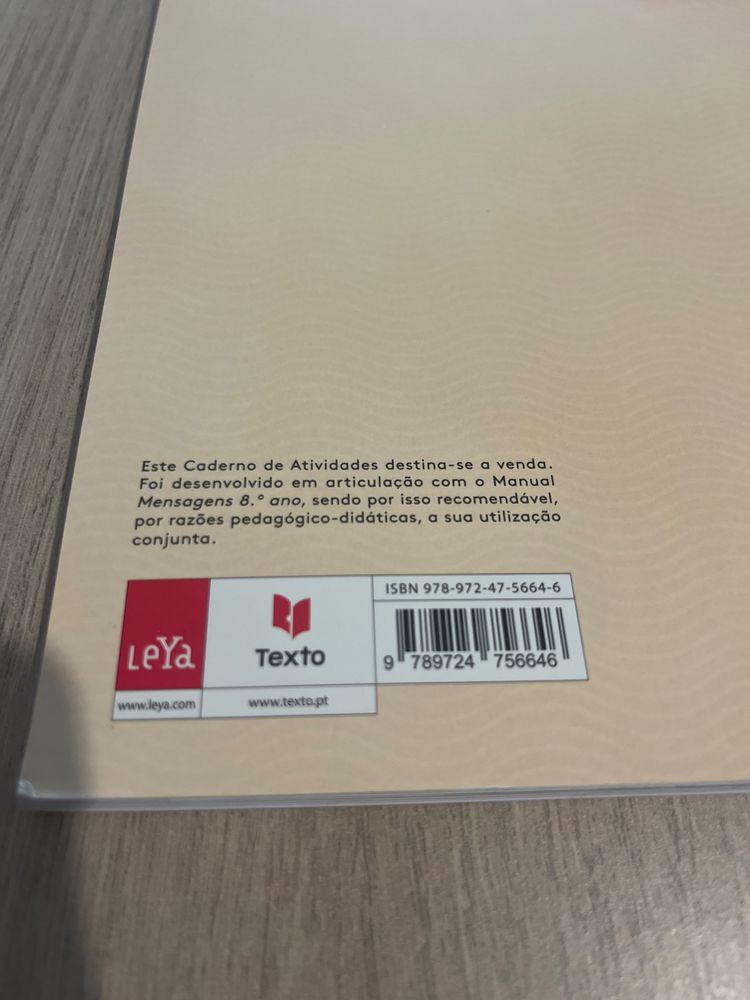 Este Caderno de Atividades destina-se a venda.
Foi desenvolvido em articulação com o Manual
Mensagens 8.º ano, sendo por isso recomendável,
por razões pedagógico-didáticas, a sua utilização
conjunta.
LeYa
www.leya.com
Texto
www.texto.pt
ISBN 978-972-47-5664-6
9 789724 756646